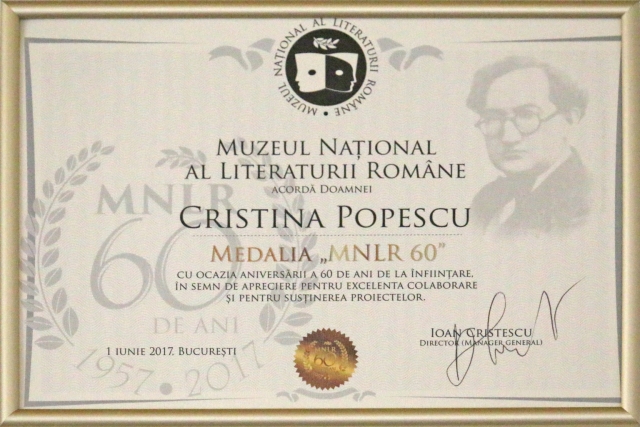 MUZEUL NAȚIONAL AL LITERATURII ROMÂNE
MUZEUL NAȚIONAL
AL LITERATURII ROMÂNE
ACORDĂ DOAMNEI
CRISTINA POPESCU
MEDALIA „MNLR 60”
CU OCAZIA ANIVERSĂRII A 60 DE ANI DE LA ÎNFIINȚARE,
ÎN SEMN DE APRECIERE PENTRU EXCELENTA COLABORARE
ȘI PENTRU SUSȚINEREA PROIECTELOR.
MNLR
60
DE ANI
1957 • 2017
1 IUNIE 2017. BUCUREȘTI
MNLR
60
IOAN CRISTESCU
DIRECTOR (MANAGER GENERAL)